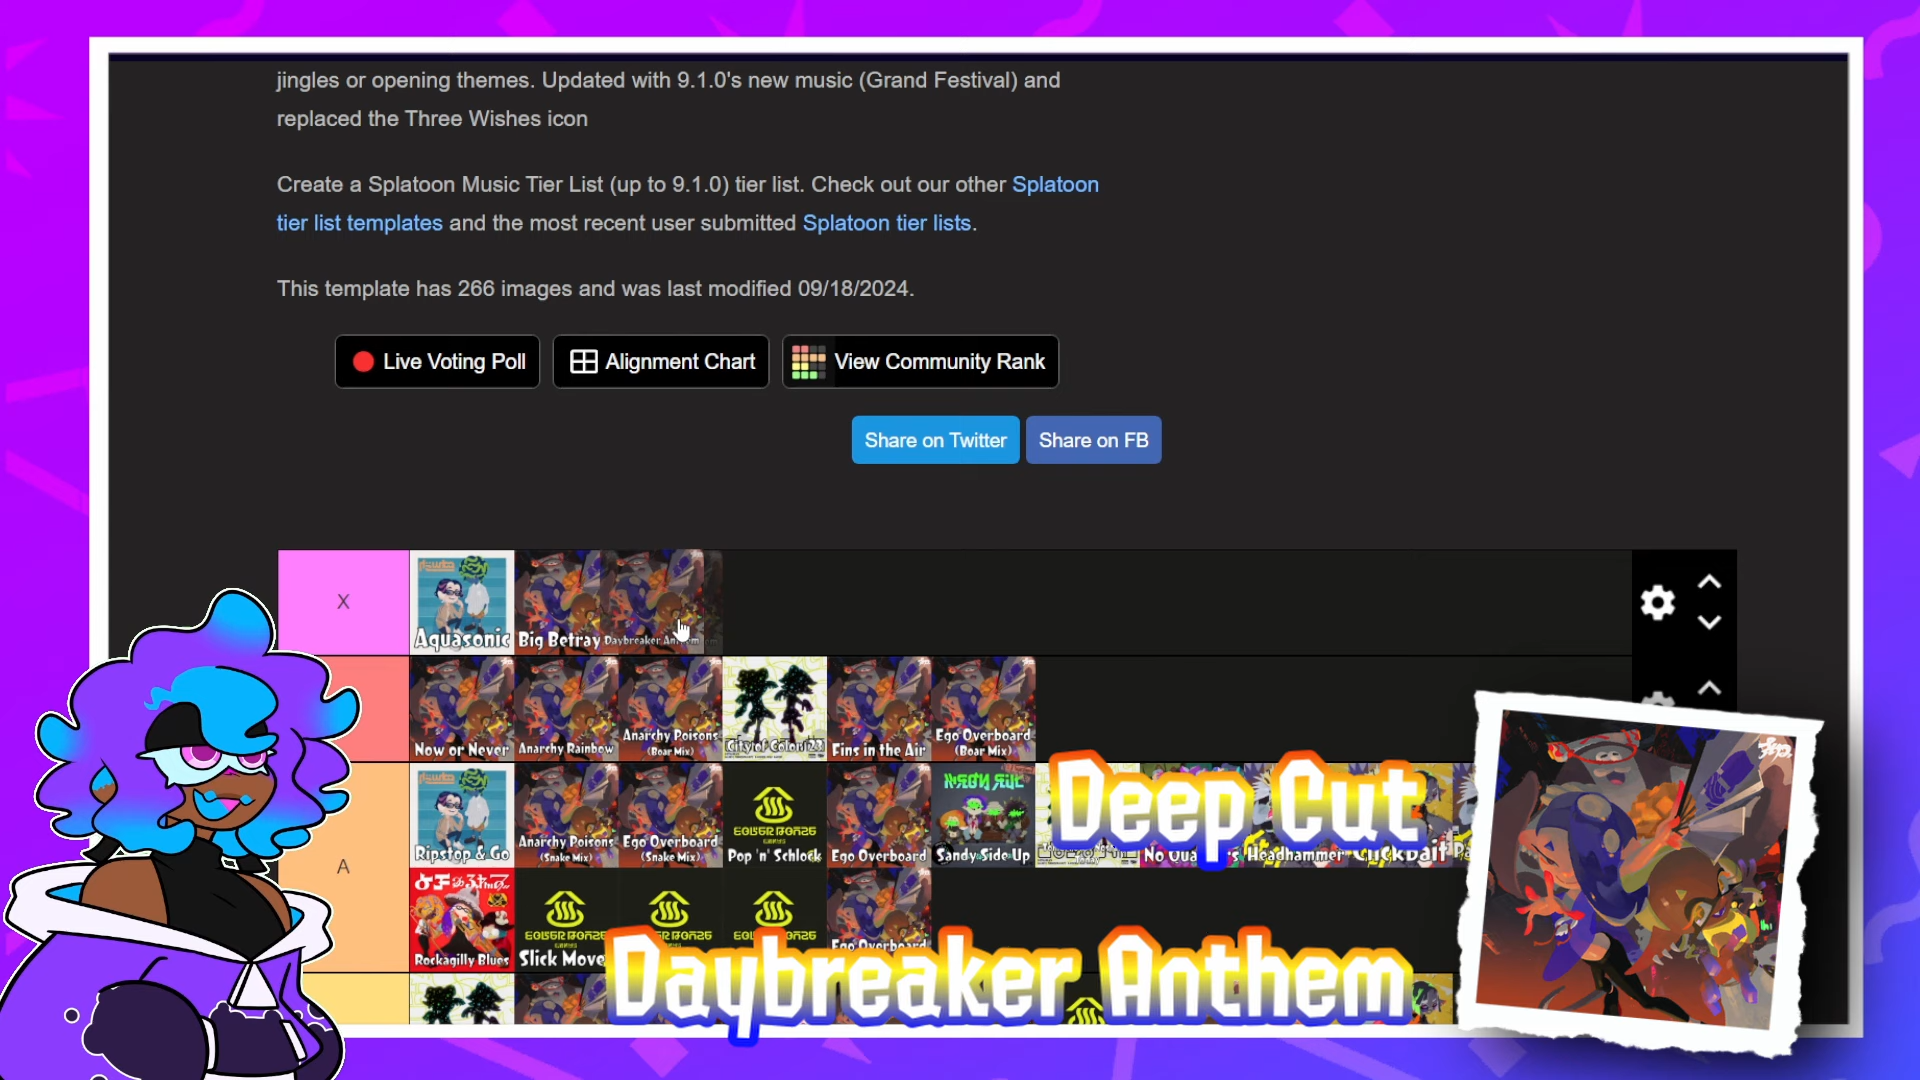 jingles or opening themes. Updated with 9.1.0's new music (Grand Festival) and
replaced the Three Wishes icon
Create a Splatoon Music Tier List (up to 9.1.0) tier list. Check out our other Splatoon
tier list templates and the most recent user submitted Splatoon tier lists.
This template has 266 images and was last modified 09/18/2024.
Live Voting Poll
Alignment Chart
View Community Rank
Share on Twitter
Share on FB
X
Aquasonic
Big Betray
Daybreaker
Now or Never
Anarchy Rainbow
Anarchy Poisons
(Boar Mix)
City of Color
Fins in the Air
Ego Overboard
(Boar Mix)
A
Ripstop & Go
Anarchy Poisons
(Snake Mix)
Ego Overboard
(Snake Mix)
Pop 'n' Schlock
Ego Overboard
Sandy Side Up
Headhammer
Deep Cut
Rockagilly Blues
Slick Move
Ego Overboard
Daybreaker Anthem